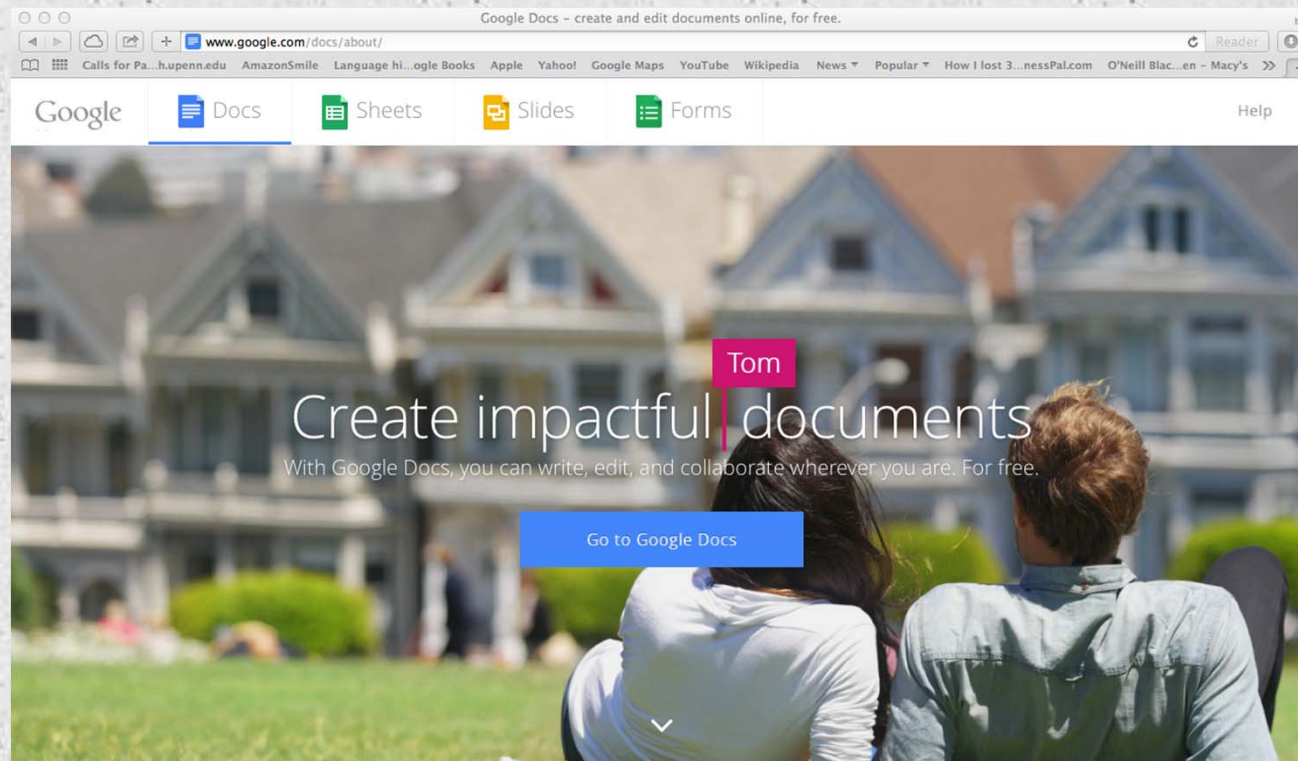 Google Docs – create and edit documents online, for free.
www.google.com/docs/about/
Reader
Calls for Pa...h.upenn.edu AmazonSmile Language hi...ogle Books Apple Yahoo! Google Maps YouTube Wikipedia News Popular How I lost 3...nessPal.com O'Neill Blac...en – Macy's
Google Docs Sheets Slides Forms Help
Tom
Create impactful documents
With Google Docs, you can write, edit, and collaborate wherever you are. For free.
Go to Google Docs